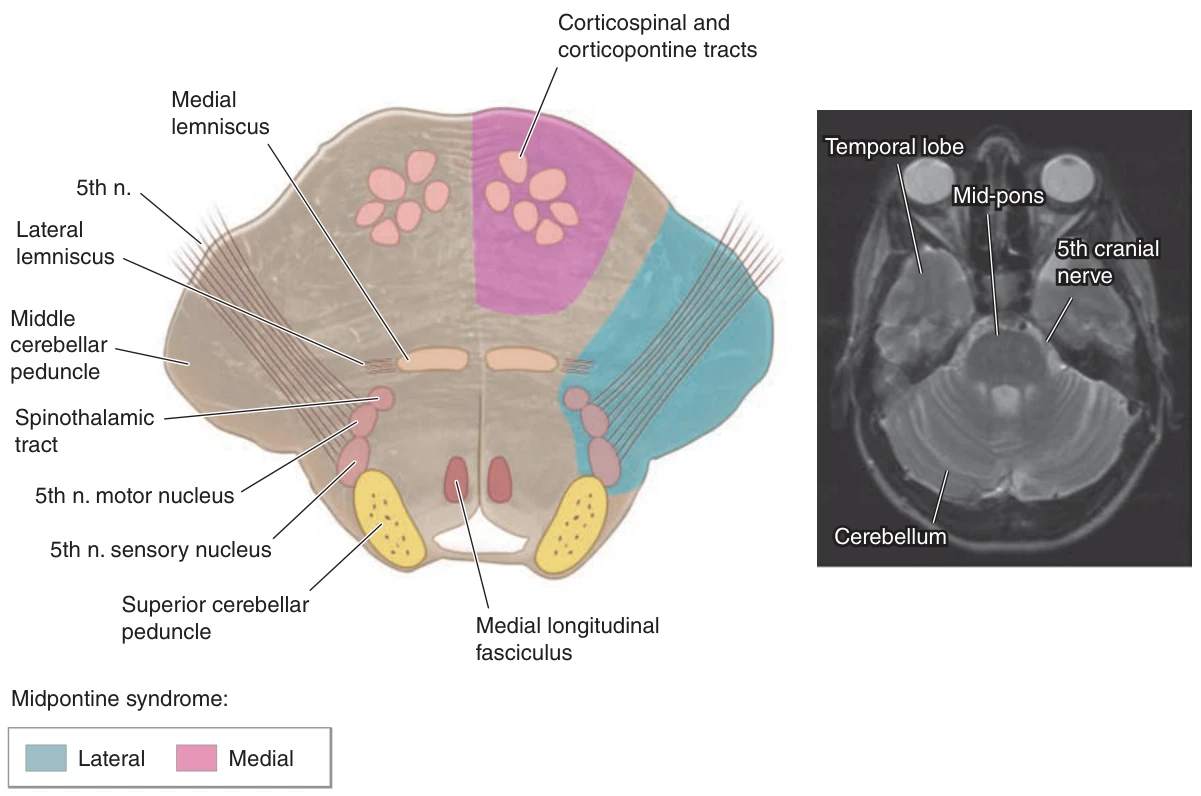 Corticospinal and
corticopontine tracts
Medial
lemniscus
5th n.
Lateral
lemniscus
Middle
cerebellar
peduncle
Spinothalamic
tract
5th n. motor nucleus
5th n. sensory nucleus
Superior cerebellar
peduncle
Medial longitudinal
fasciculus
Temporal lobe
Mid-pons
5th cranial
nerve
Cerebellum
Midpontine syndrome:
Lateral
Medial